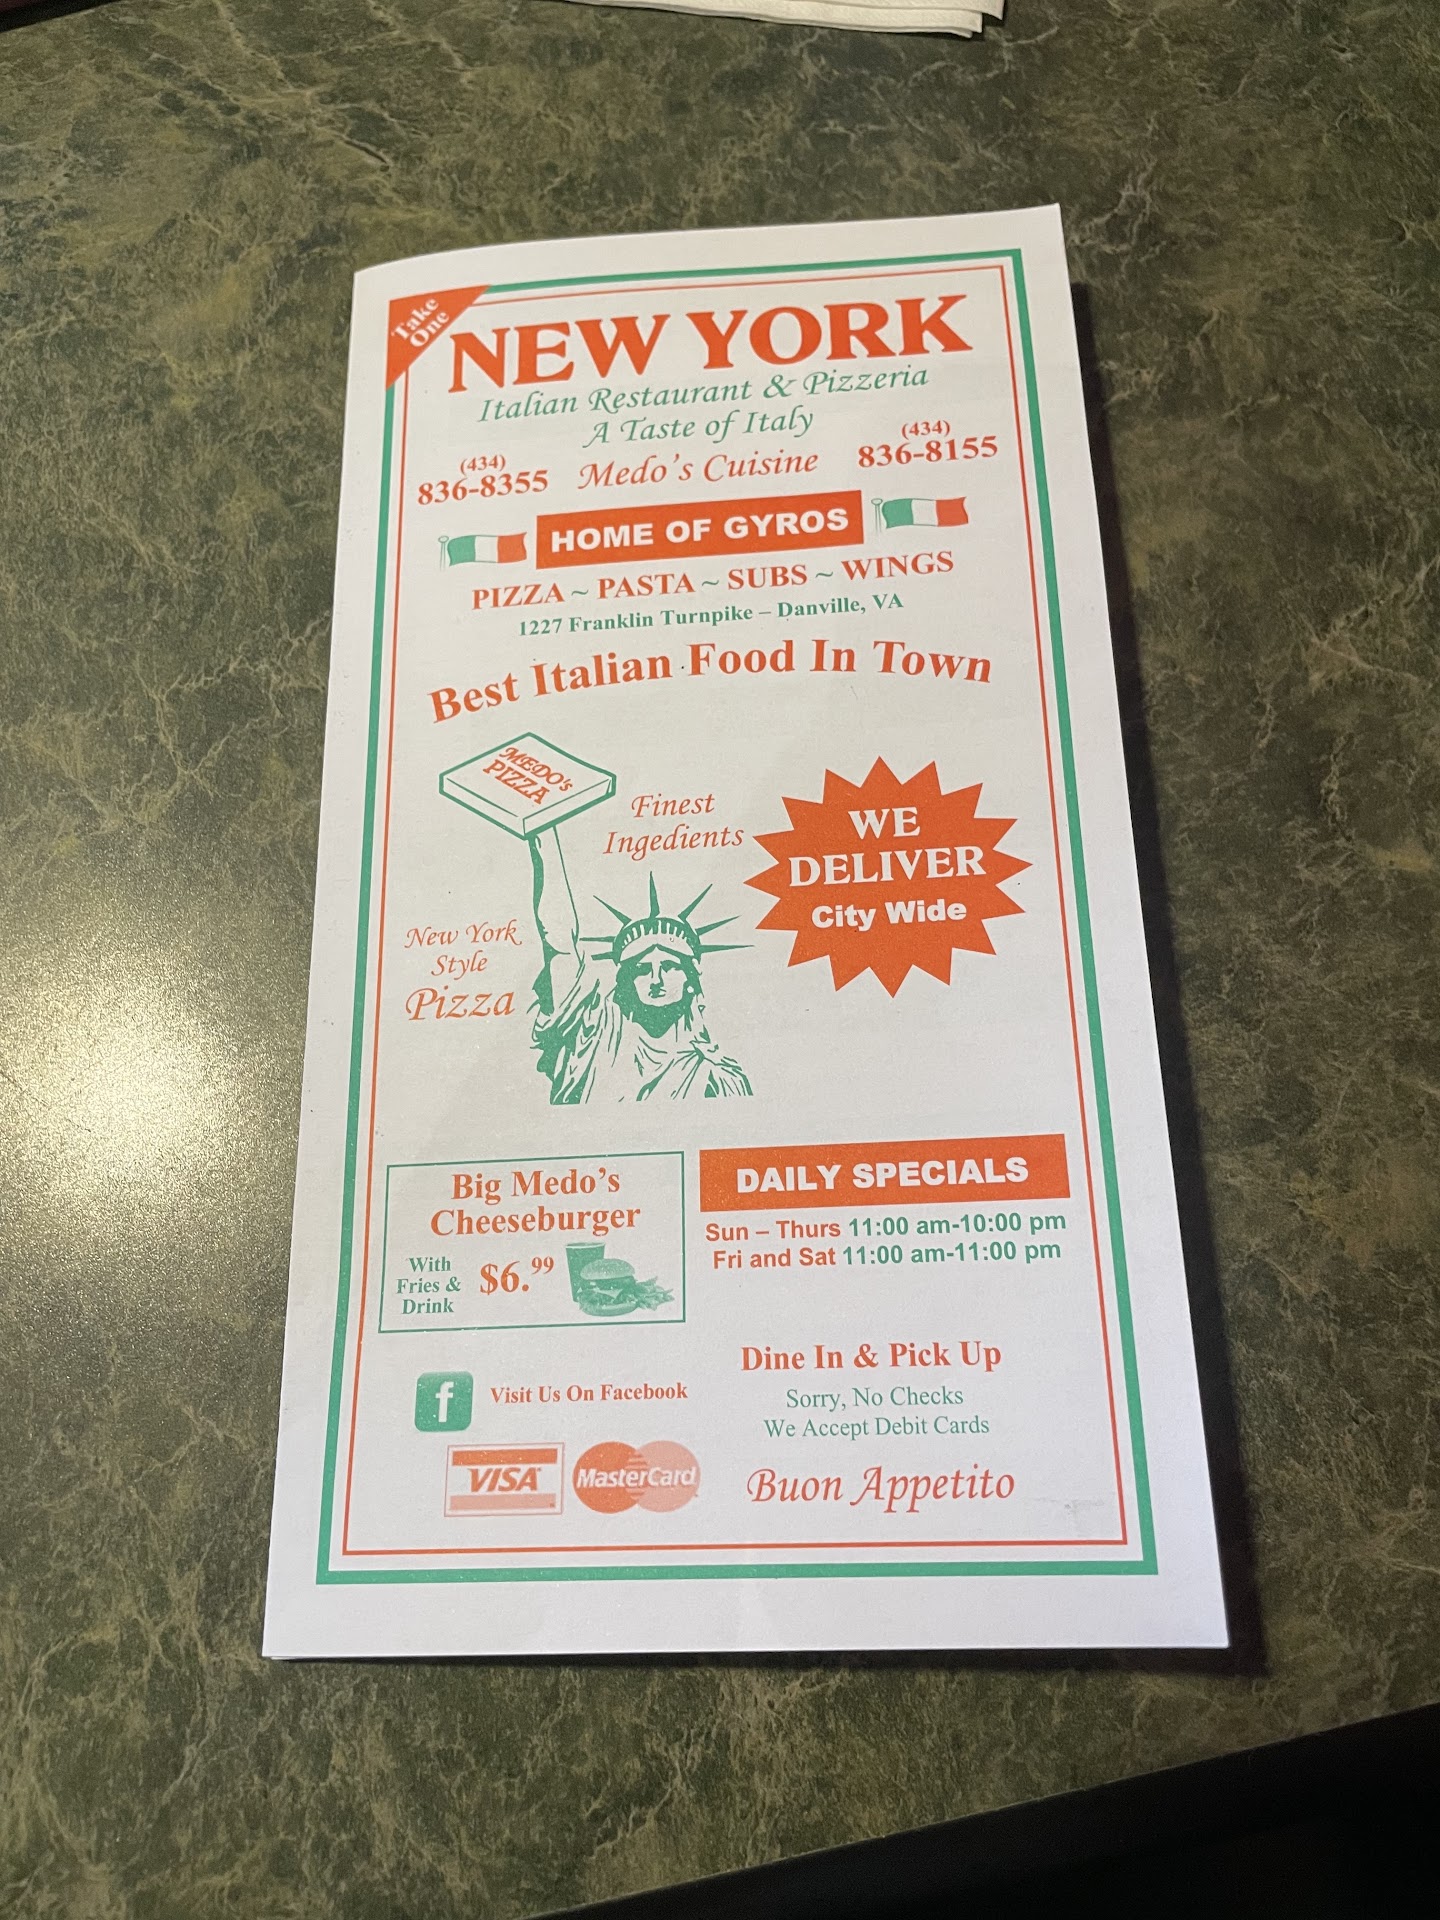 Take
One
NEW YORK
Italian Restaurant & Pizzeria
A Taste of Italy
(434)
836-8355
Medo's Cuisine
(434)
836-8155
HOME OF GYROS
PIZZA ~ PASTA ~ SUBS ~ WINGS
1227 Franklin Turnpike – Danville, VA
Best Italian Food In Town
MEDO's
PIZZA
Finest
Ingedients
WE
DELIVER
City Wide
New York
Style
Pizza
Big Medo's
Cheeseburger
With
Fries &
Drink
$6.99
DAILY SPECIALS
Sun – Thurs 11:00 am-10:00 pm
Fri and Sat 11:00 am-11:00 pm
Dine In & Pick Up
Sorry, No Checks
We Accept Debit Cards
f
Visit Us On Facebook
VISA
MasterCard
Buon Appetito